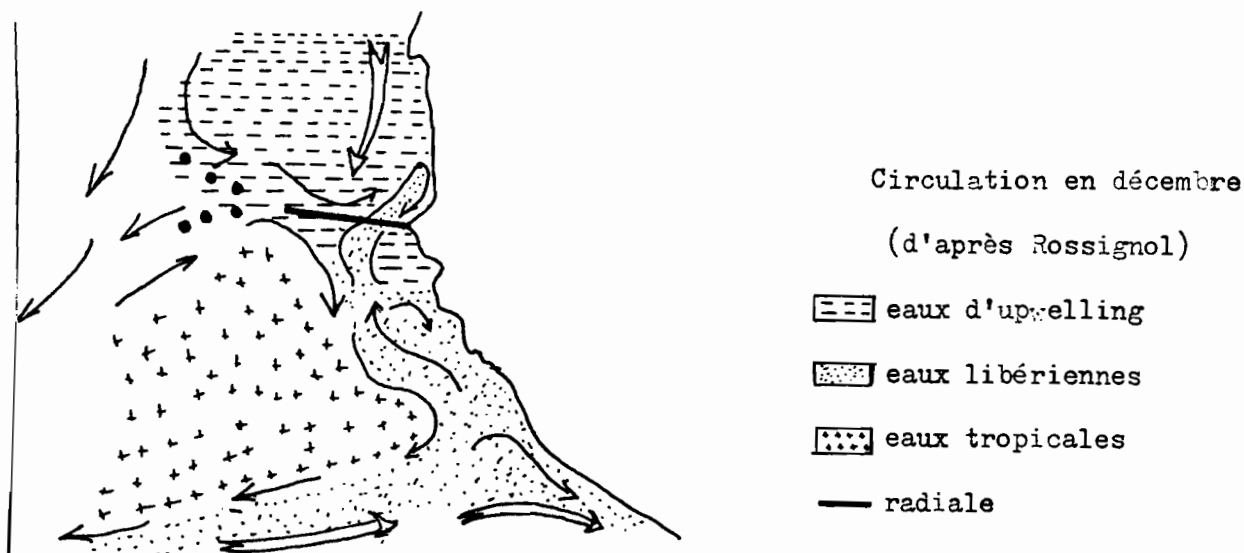 Circulation en décembre
(d'après Rossignol)
eaux d'upwelling
eaux libériennes
eaux tropicales
radiale